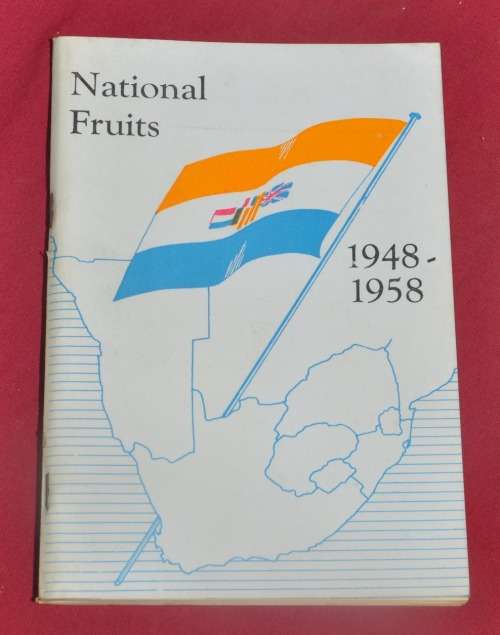 National
Fruits
1948-
1958